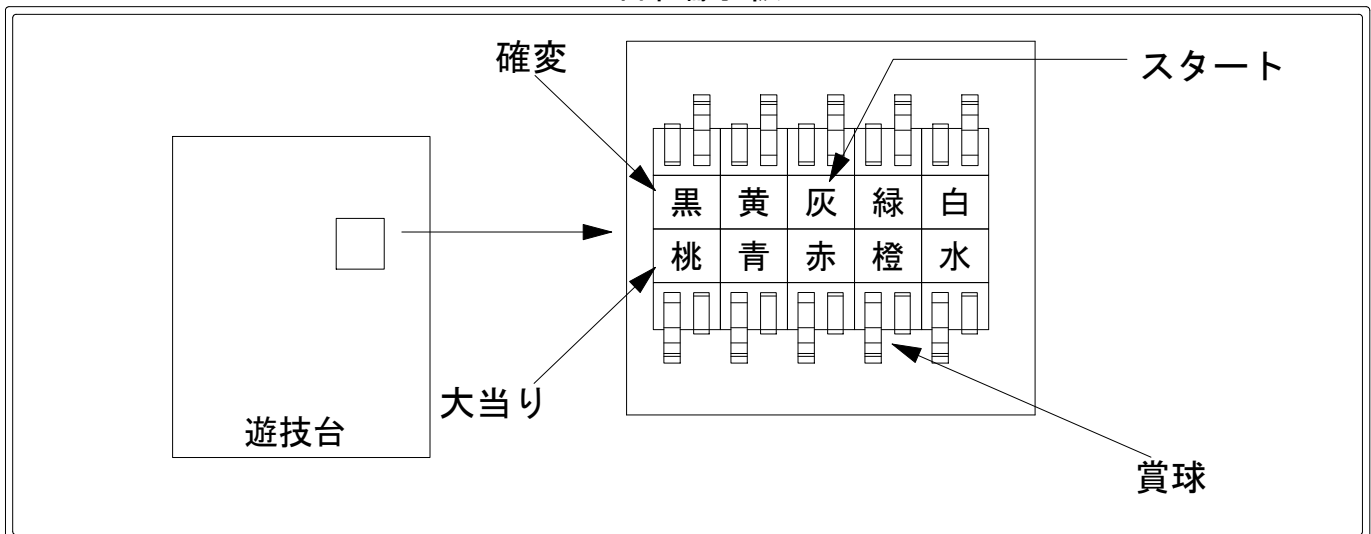 確変
スタート
黒 黄 灰 緑 白
桃 青 赤 橙 水
大当り
遊技台
賞球